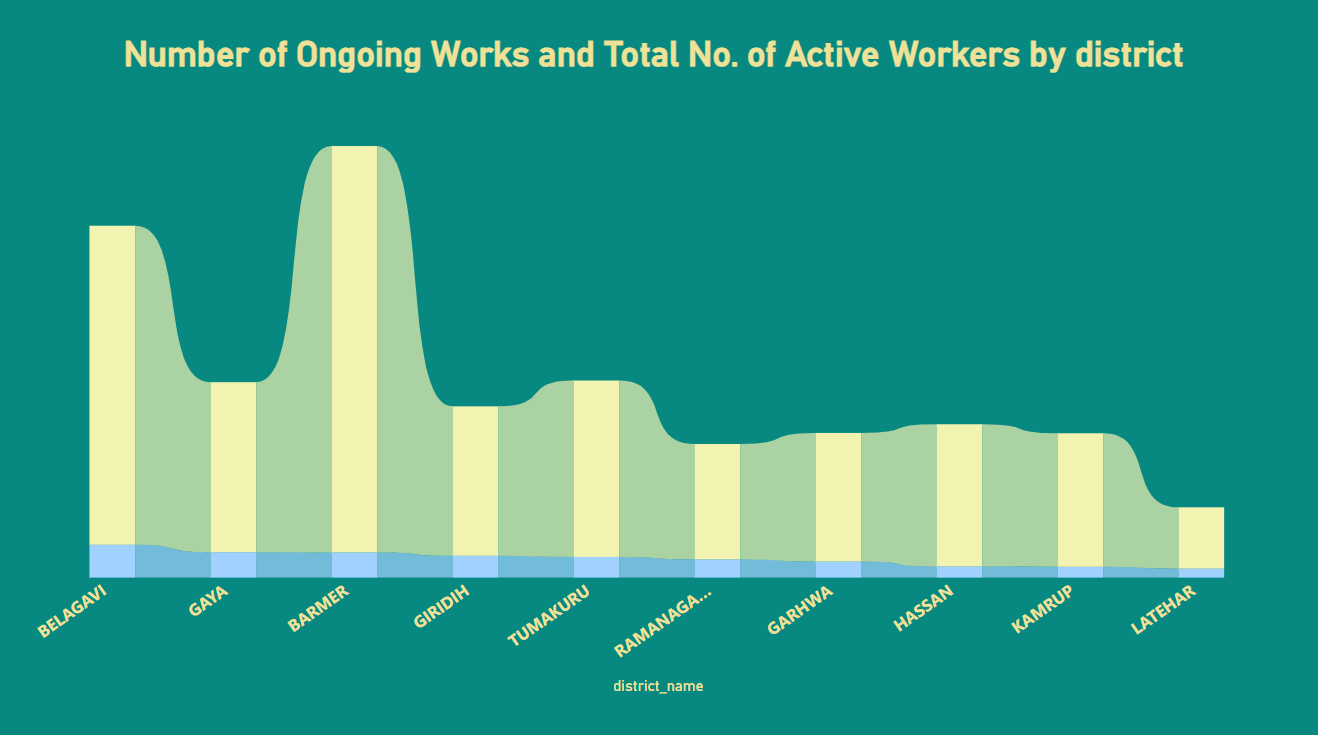 Number of Ongoing Works and Total No. of Active Workers by district
BELAGAVI
GAYA
BARMER
GIRIDIH
TUMAKURU
RAMANAGA...
GARHWA
HASSAN
KAMRUP
LATEHAR
district_name